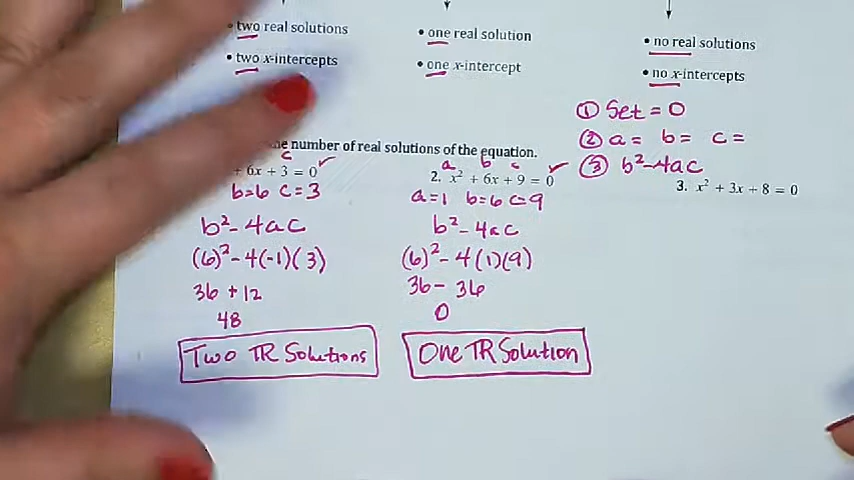 • two real solutions
• one real solution
• no real solutions
• two x-intercepts
• one x-intercept
• no x-intercepts
① Set = 0
② a = b = c =
③ b² - 4ac
the number of real solutions of the equation.
c
+ 6x + 3 = 0 ✓
b=6 c=3
b² - 4ac
(6)² - 4(-1)(3)
36 + 12
48
Two ℝ Solutions
a b c
2. x² + 6x + 9 = 0 ✓
a=1 b=6 c=9
b² - 4ac
(6)² - 4(1)(9)
36 - 36
0
One ℝ Solution
3. x² + 3x + 8 = 0